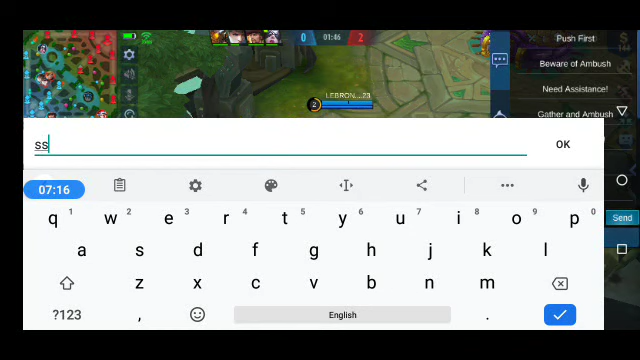 0 01:46 2
Push First
Beware of Ambush
Need Assistance!
Gather and Ambush
2 LEBRON....23
ss
OK
07:16
q 1 w 2 e 3 r 4 t 5 y 6 u 7 i 8 o 9 p 0
a s d f g h j k l
z x c v b n m
?123 , English .
Send